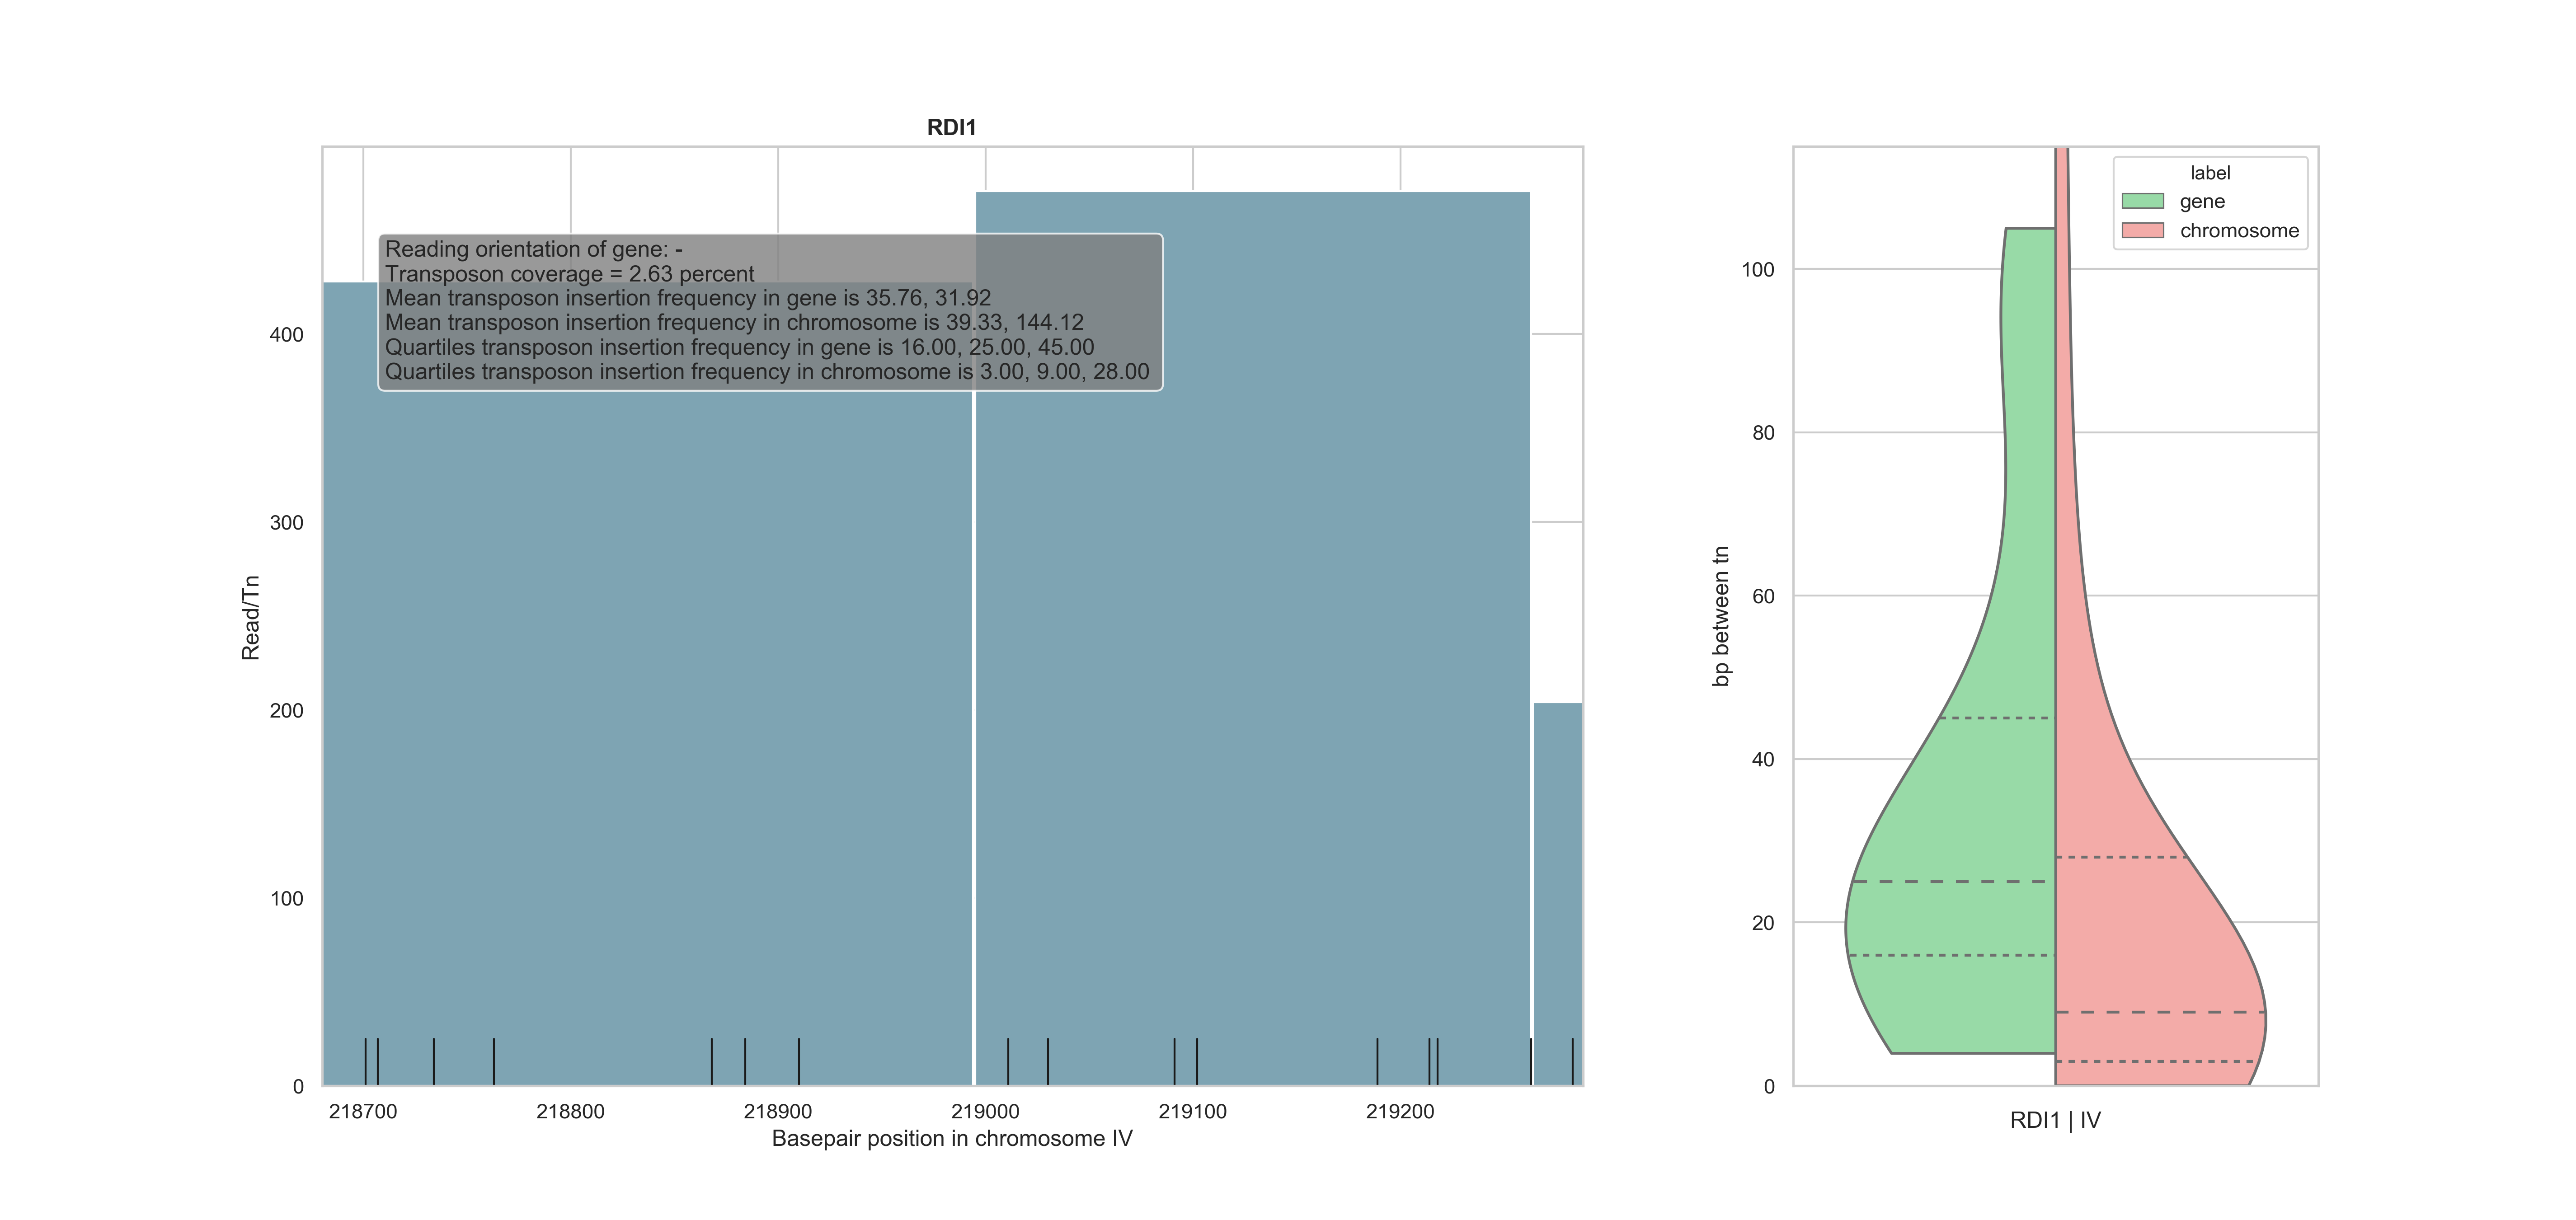 RDI1
Reading orientation of gene: -
Transposon coverage = 2.63 percent
Mean transposon insertion frequency in gene is 35.76, 31.92
Mean transposon insertion frequency in chromosome is 39.33, 144.12
Quartiles transposon insertion frequency in gene is 16.00, 25.00, 45.00
Quartiles transposon insertion frequency in chromosome is 3.00, 9.00, 28.00
Read/Tn
400
300
200
100
0
218700 218800 218900 219000 219100 219200
Basepair position in chromosome IV
label
gene
chromosome
bp between tn
100
80
60
40
20
0
RDI1 | IV